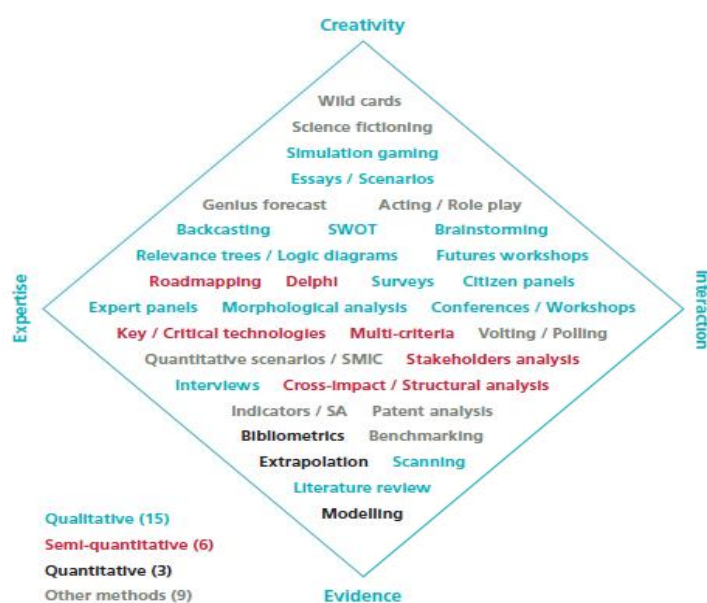 Creativity
Wild cards
Science fictioning
Simulation gaming
Essays / Scenarios
Genius forecast Acting / Role play
Backcasting SWOT Brainstorming
Relevance trees / Logic diagrams Futures workshops
Roadmapping Delphi Surveys Citizen panels
Expertise
Interaction
Expert panels Morphological analysis Conferences / Workshops
Key / Critical technologies Multi-criteria Volting / Polling
Quantitative scenarios / SMIC Stakeholders analysis
Interviews Cross-impact / Structural analysis
Indicators / SA Patent analysis
Bibliometrics Benchmarking
Extrapolation Scanning
Literature review
Modelling
Qualitative (15)
Semi-quantitative (6)
Quantitative (3)
Other methods (9)
Evidence